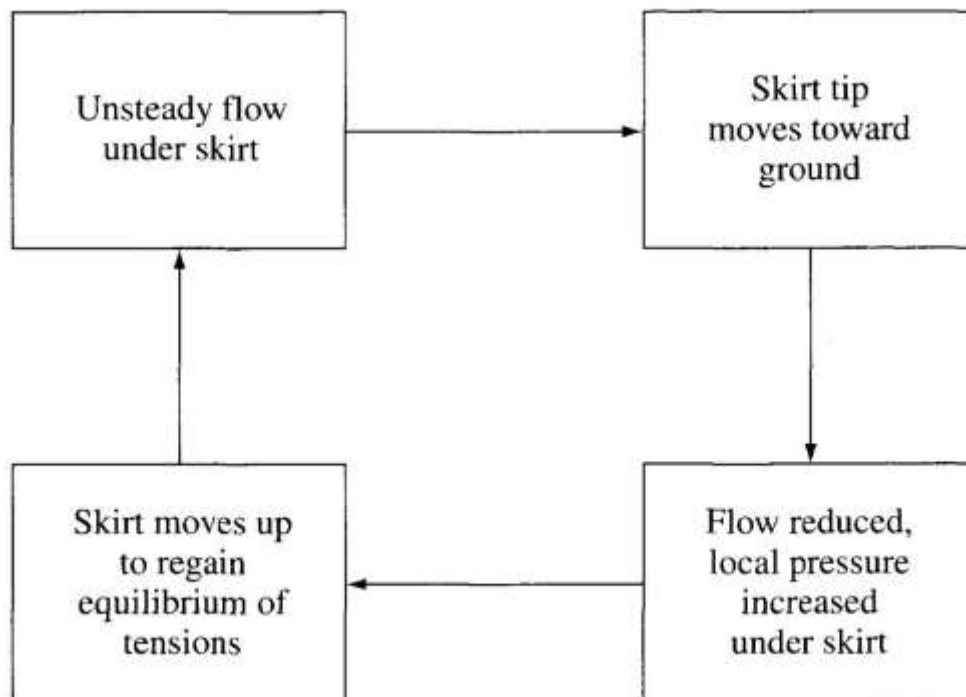 Unsteady flow
under skirt
Skirt tip
moves toward
ground
Skirt moves up
to regain
equilibrium of
tensions
Flow reduced,
local pressure
increased
under skirt